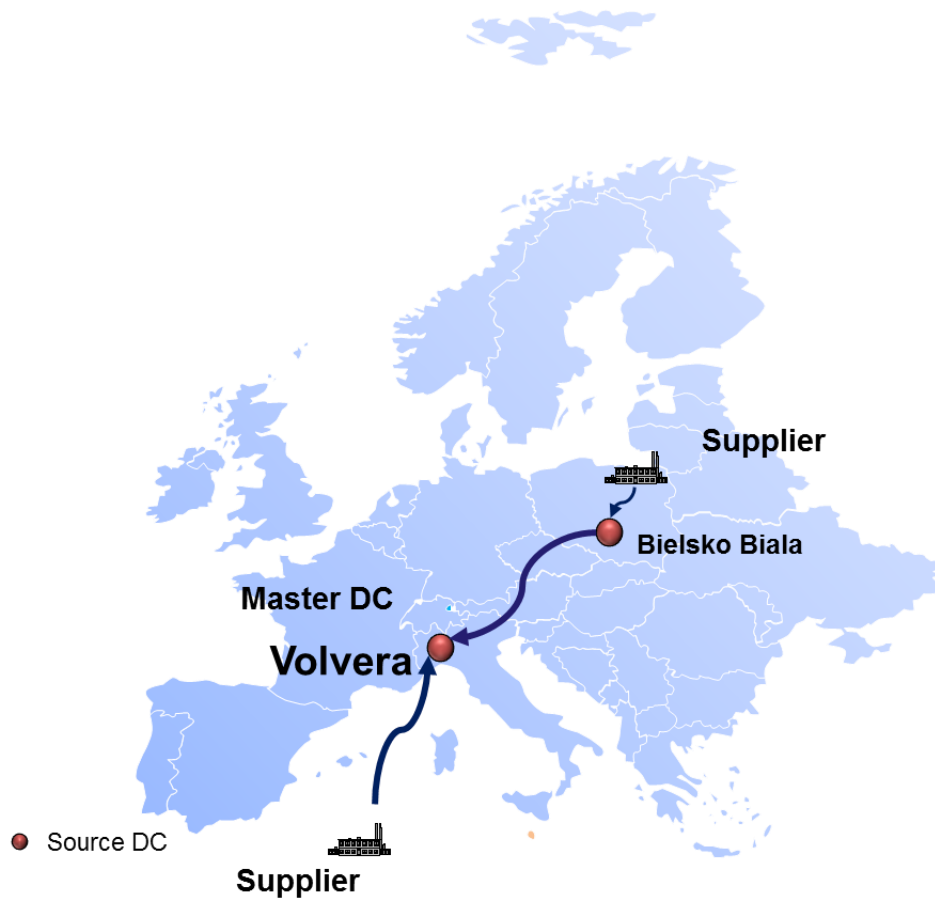 Supplier
Bielsko Biala
Master DC
Volvera
Source DC
Supplier